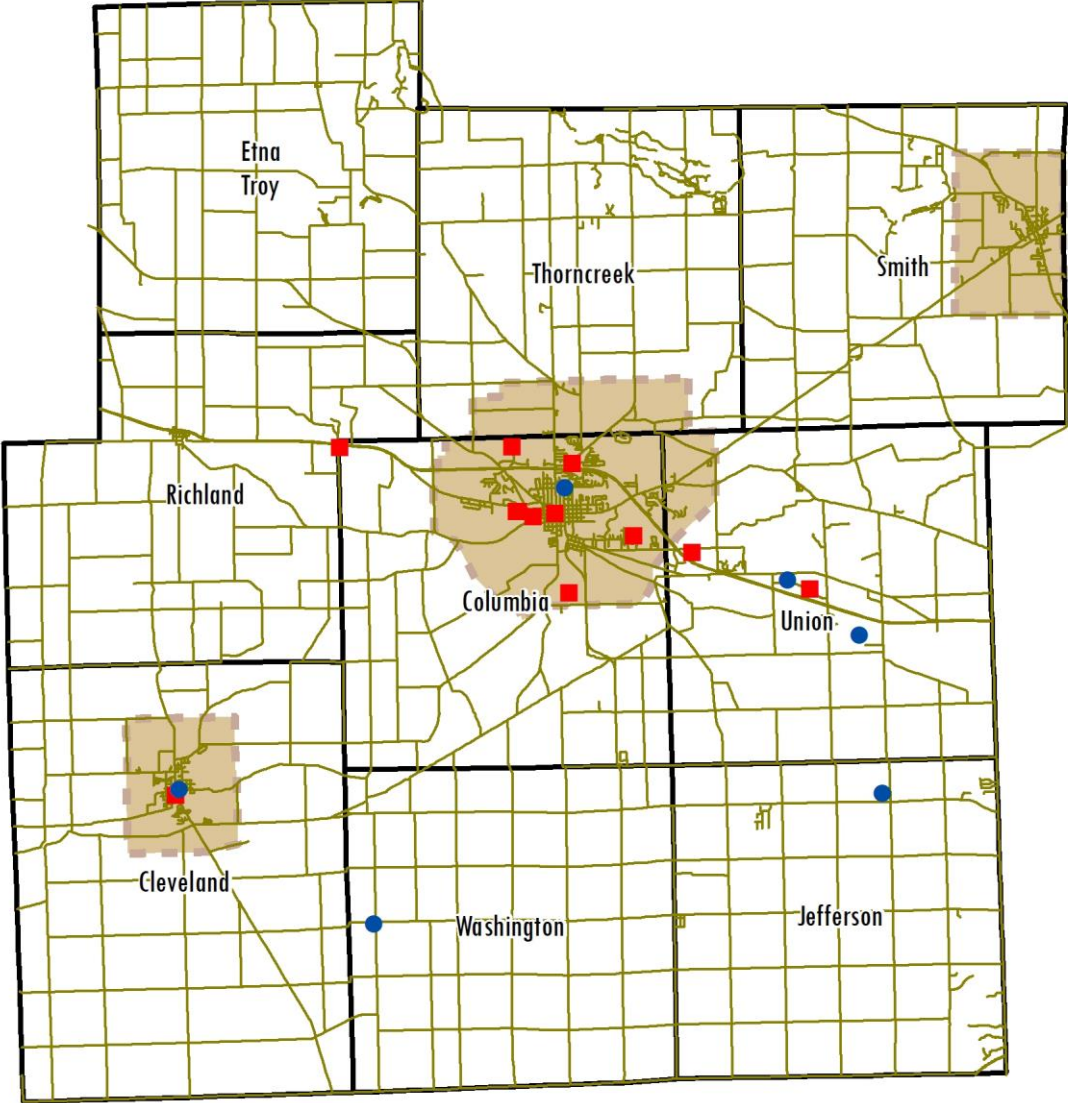 Etna
Troy
Thorncreek
Smith
Richland
Columbia
Union
Cleveland
Washington
Jefferson